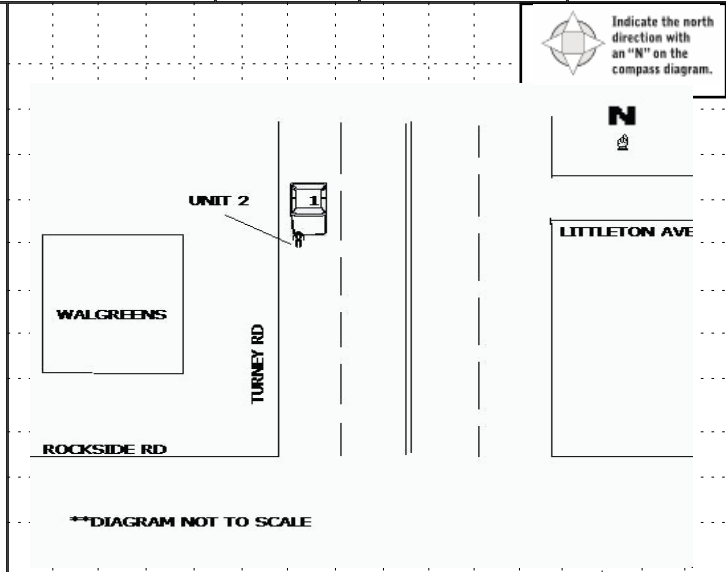 Indicate the north
direction with
an "N" on the
compass diagram.
N
UNIT 2
1
LITTLETON AVE
WALGREENS
TURNEY RD
ROCKSIDE RD
**DIAGRAM NOT TO SCALE